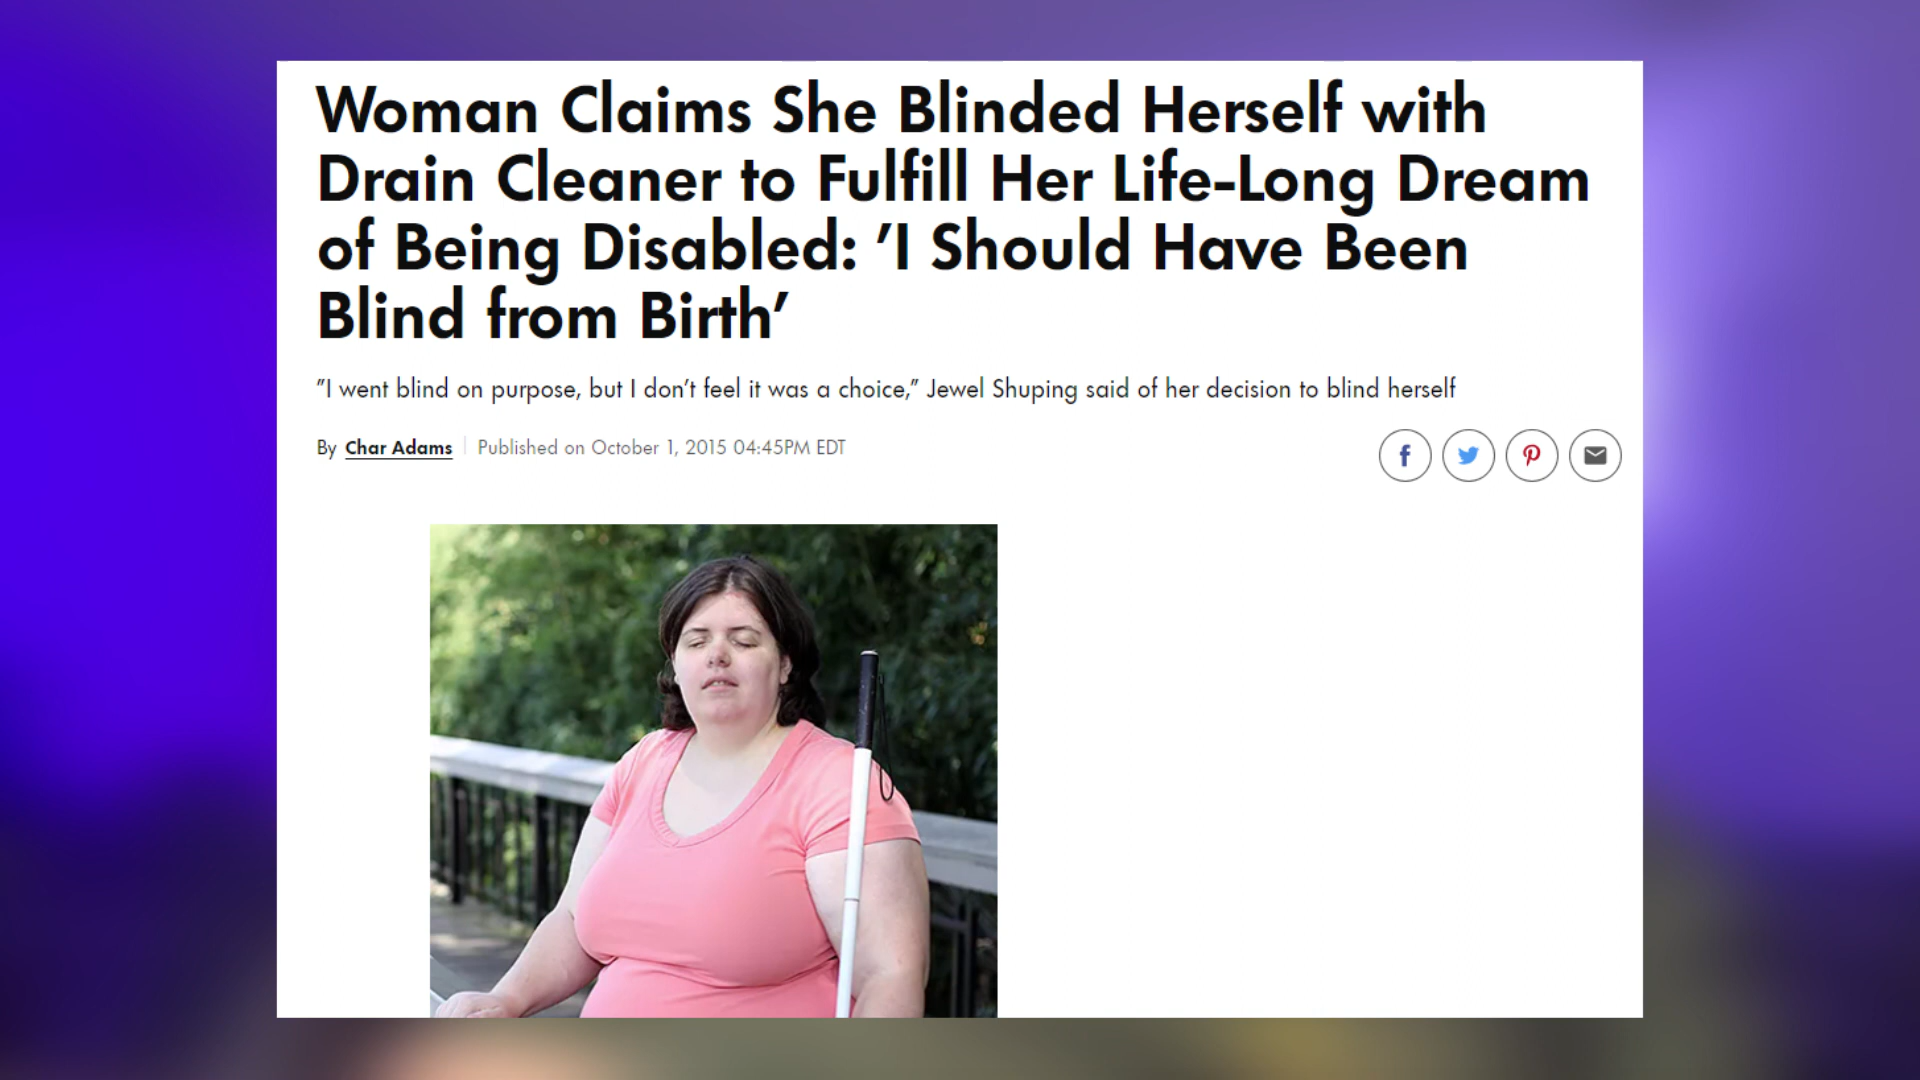 Woman Claims She Blinded Herself with
Drain Cleaner to Fulfill Her Life-Long Dream
of Being Disabled: ’I Should Have Been
Blind from Birth’
”I went blind on purpose, but I don’t feel it was a choice,” Jewel Shuping said of her decision to blind herself
By Char Adams | Published on October 1, 2015 04:45PM EDT